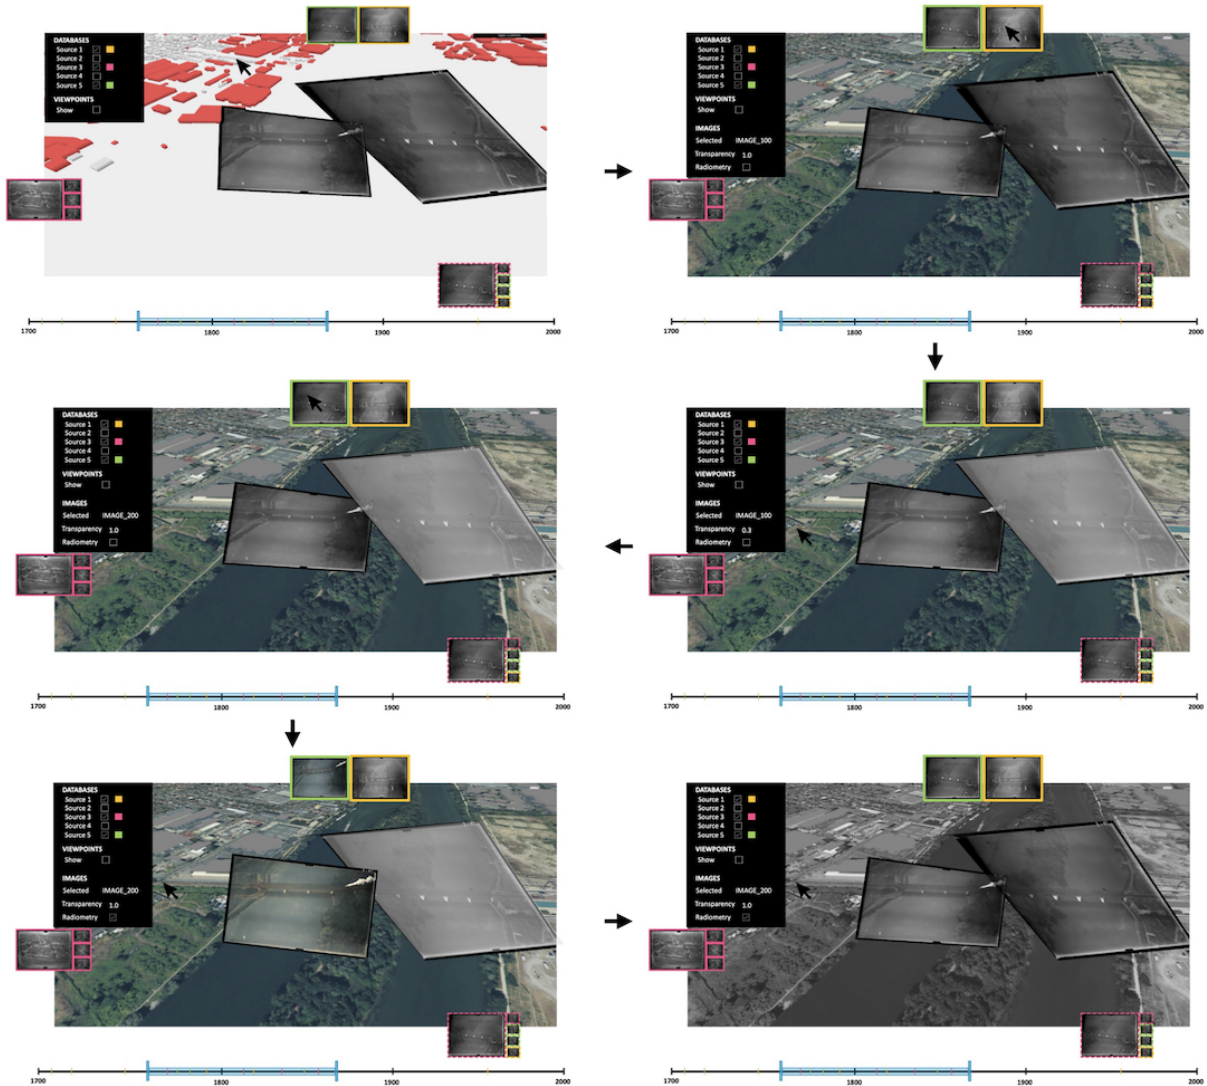 DATABASES
Source 1
Source 2
Source 3
Source 4
Source 5
VIEWPOINTS
Show
1700 1800 1900 2000
DATABASES
Source 1
Source 2
Source 3
Source 4
Source 5
VIEWPOINTS
Show
IMAGES
Selected IMAGE_100
Transparency 1.0
Radiometry
1700 1800 1900 2000
DATABASES
Source 1
Source 2
Source 3
Source 4
Source 5
VIEWPOINTS
Show
IMAGES
Selected IMAGE_200
Transparency 1.0
Radiometry
1700 1800 1900 2000
DATABASES
Source 1
Source 2
Source 3
Source 4
Source 5
VIEWPOINTS
Show
IMAGES
Selected IMAGE_100
Transparency 0.3
Radiometry
1700 1800 1900 2000
DATABASES
Source 1
Source 2
Source 3
Source 4
Source 5
VIEWPOINTS
Show
IMAGES
Selected IMAGE_200
Transparency 1.0
Radiometry
1700 1800 1900 2000
DATABASES
Source 1
Source 2
Source 3
Source 4
Source 5
VIEWPOINTS
Show
IMAGES
Selected IMAGE_200
Transparency 1.0
Radiometry
1700 1800 1900 2000